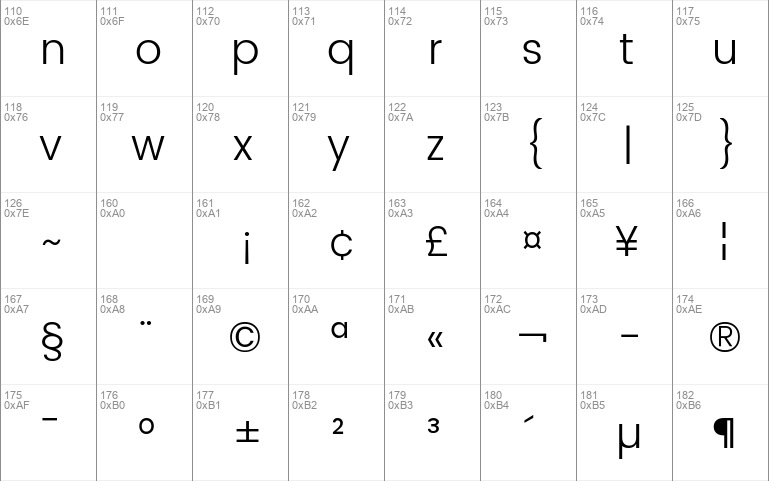 110 111 112 113 114 115 116 117
0x6E 0x6F 0x70 0x71 0x72 0x73 0x74 0x75
n o p q r s t u
118 119 120 121 122 123 124 125
0x76 0x77 0x78 0x79 0x7A 0x7B 0x7C 0x7D
v w x y z { | }
126 160 161 162 163 164 165 166
0x7E 0xA0 0xA1 0xA2 0xA3 0xA4 0xA5 0xA6
~ ¡ ¢ £ ¤ ¥ ¦
167 168 169 170 171 172 173 174
0xA7 0xA8 0xA9 0xAA 0xAB 0xAC 0xAD 0xAE
§ ¨ © ª « ¬ - ®
175 176 177 178 179 180 181 182
0xAF 0xB0 0xB1 0xB2 0xB3 0xB4 0xB5 0xB6
¯ ° ± ² ³ ´ µ ¶